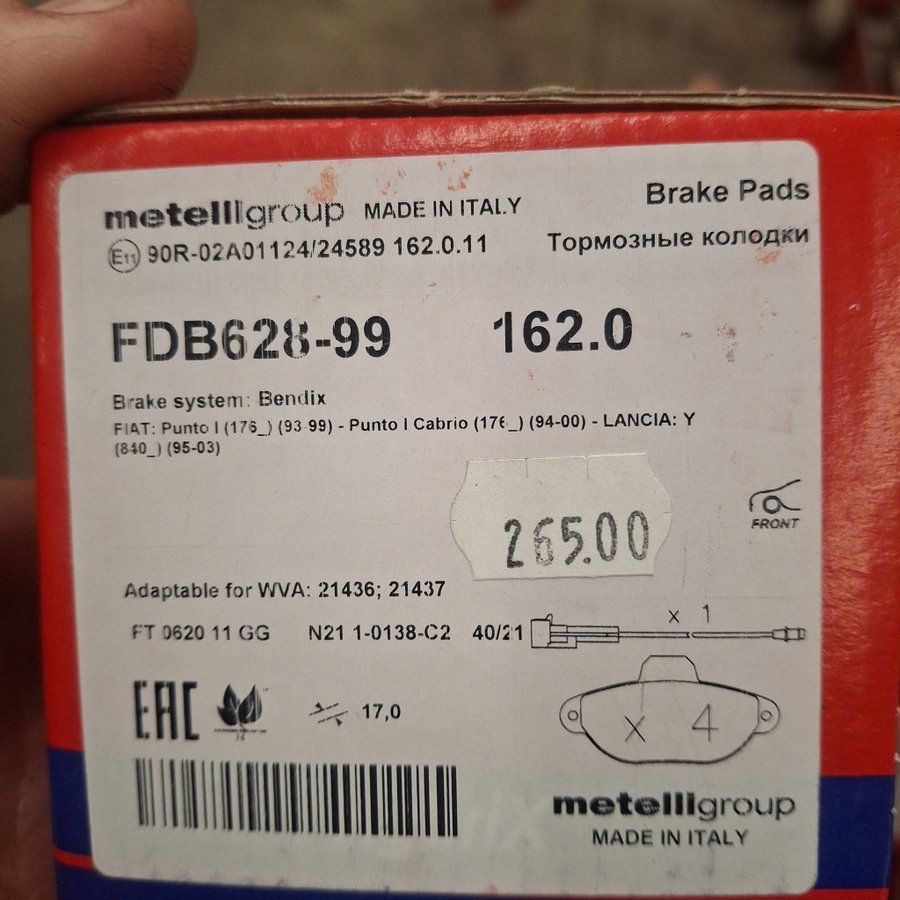 metelligroup MADE IN ITALY
Brake Pads
E11 90R-02A01124/24589 162.0.11
Тормозные колодки
FDB628-99 162.0
Brake system: Bendix
FIAT: Punto I (176_) (93-99) - Punto I Cabrio (176_) (94-00) - LANCIA: Y
(840_) (95-03)
265.00
FRONT
Adaptable for WVA: 21436; 21437
FT 0620 11 GG N21 1-0138-C2 40/21
x 1
EAC 17,0
x 4
metelligroup
MADE IN ITALY